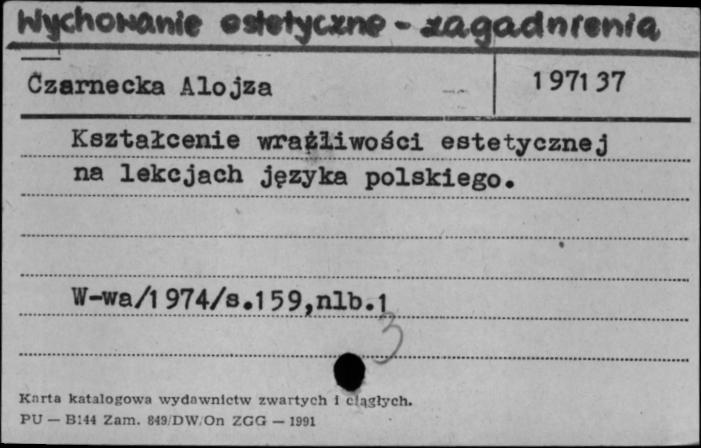 Wychowanie estetyczne - zagadnienia
Czarnecka Alojza
197137
Kształcenie wrażliwości estetycznej
na lekcjach języka polskiego.
W-wa/1974/s.159,nlb.1
3
Karta katalogowa wydawnictw zwartych i ciągłych.
PU — B144 Zam. 849/DW/On ZGG — 1991